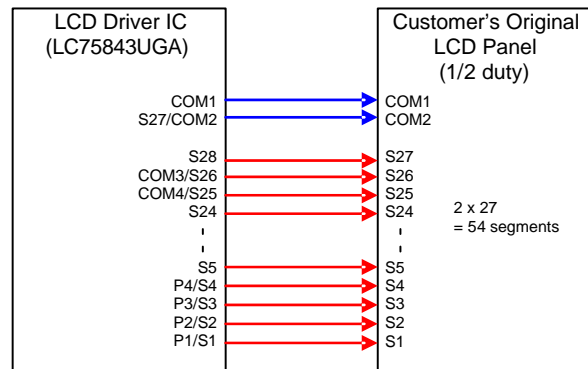 LCD Driver IC
(LC75843UGA)
Customer's Original
LCD Panel
(1/2 duty)
COM1
COM1
S27/COM2
COM2
S28
S27
COM3/S26
S26
COM4/S25
S25
S24
S24
2 x 27
= 54 segments
S5
S5
P4/S4
S4
P3/S3
S3
P2/S2
S2
P1/S1
S1